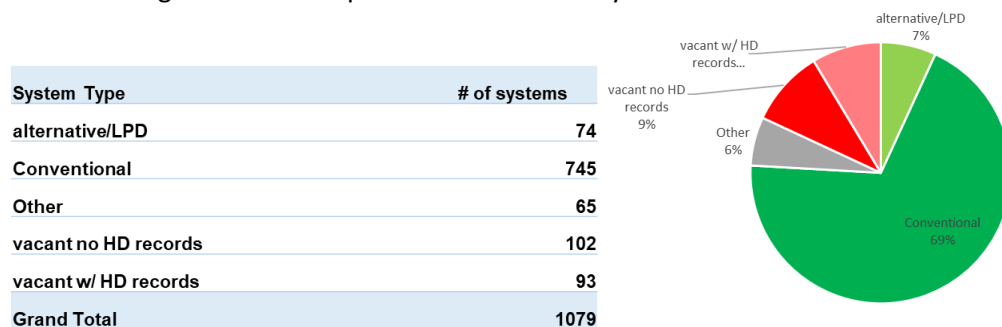 System Type # of systems
alternative/LPD 74
Conventional 745
Other 65
vacant no HD records 102
vacant w/ HD records 93
Grand Total 1079
alternative/LPD
7%
vacant w/ HD
records...
vacant no HD
records
9%
Other
6%
Conventional
69%